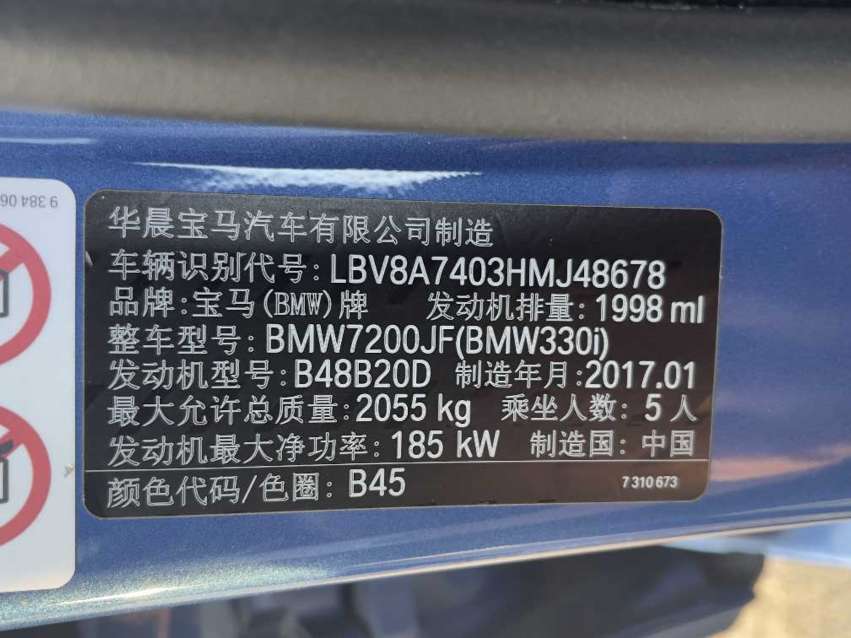 9 384 06
华晨宝马汽车有限公司制造
车辆识别代号: LBV8A7403HMJ48678
品牌:宝马(BMW)牌 发动机排量: 1998 ml
整车型号: BMW7200JF(BMW330i)
发动机型号: B48B20D 制造年月: 2017.01
最大允许总质量: 2055 kg 乘坐人数: 5 人
发动机最大净功率: 185 kW 制造国: 中国
颜色代码/色圈: B45 7 310 673